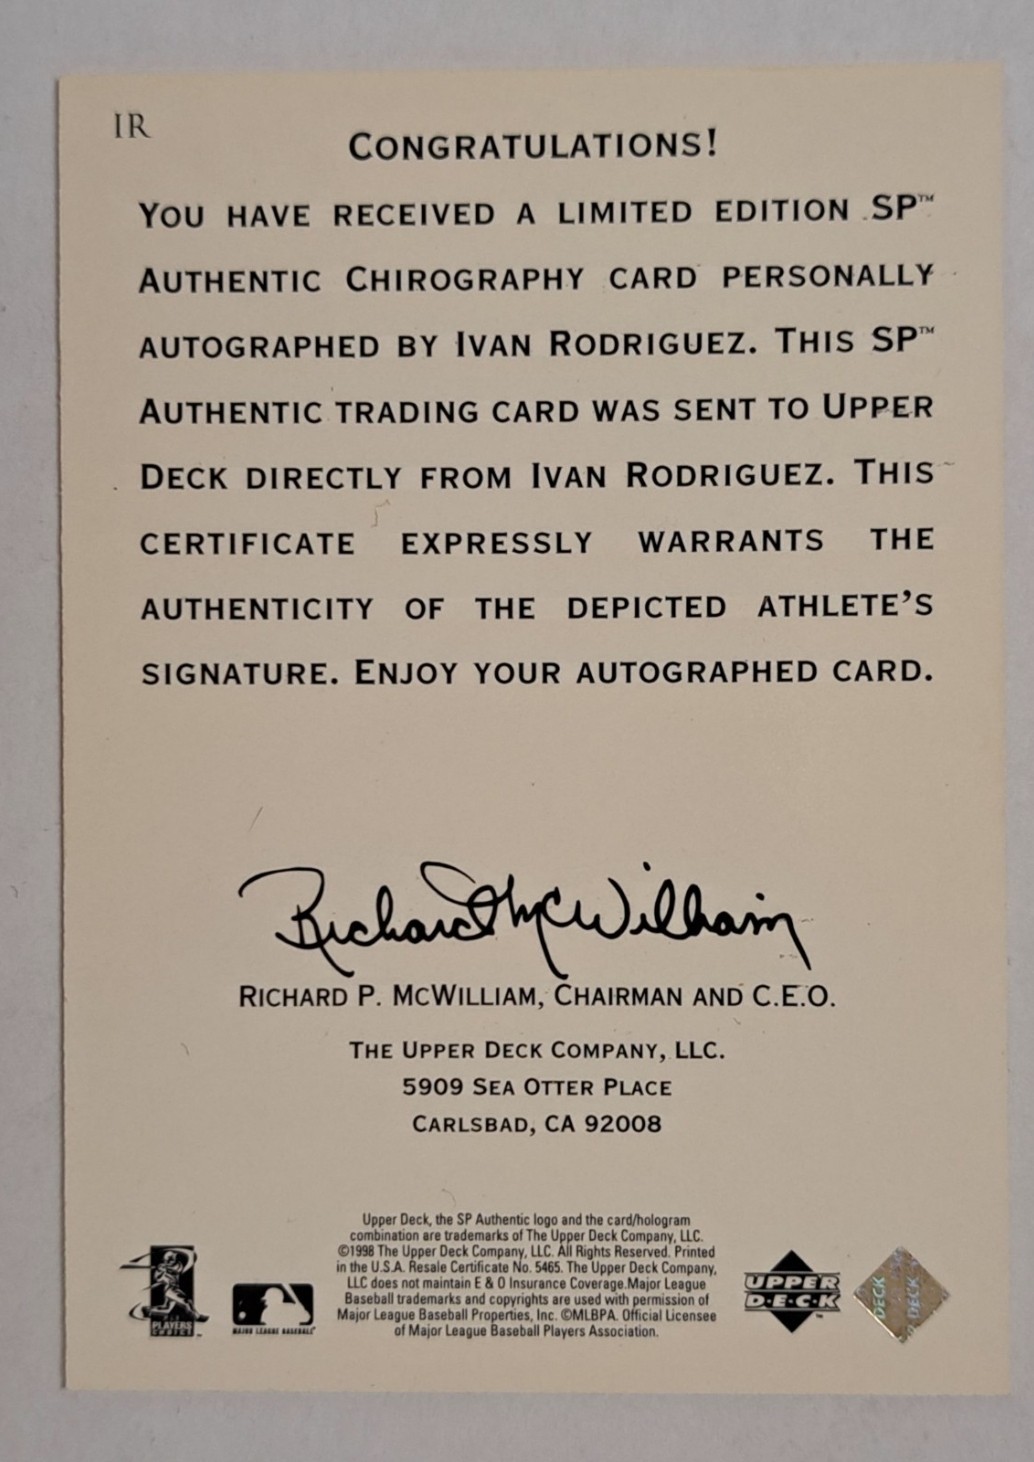 IR
CONGRATULATIONS!
YOU HAVE RECEIVED A LIMITED EDITION SP™
AUTHENTIC CHIROGRAPHY CARD PERSONALLY
AUTOGRAPHED BY IVAN RODRIGUEZ. THIS SP™
AUTHENTIC TRADING CARD WAS SENT TO UPPER
DECK DIRECTLY FROM IVAN RODRIGUEZ. THIS
CERTIFICATE EXPRESSLY WARRANTS THE
AUTHENTICITY OF THE DEPICTED ATHLETE'S
SIGNATURE. ENJOY YOUR AUTOGRAPHED CARD.
Richard McWilliam
RICHARD P. MCWILLIAM, CHAIRMAN AND C.E.O.
THE UPPER DECK COMPANY, LLC.
5909 SEA OTTER PLACE
CARLSBAD, CA 92008
Upper Deck, the SP Authentic logo and the card/hologram
combination are trademarks of The Upper Deck Company, LLC.
©1998 The Upper Deck Company, LLC. All Rights Reserved. Printed
in the U.S.A. Resale Certificate No. 5465. The Upper Deck Company,
LLC does not maintain E & O Insurance Coverage.Major League
Baseball trademarks and copyrights are used with permission of
Major League Baseball Properties, Inc. ©MLBPA. Official Licensee
of Major League Baseball Players Association.
PLAYERS
CHOICE™
MAJOR LEAGUE BASEBALL
UPPER
D·E·C·K™
DECK
DECK